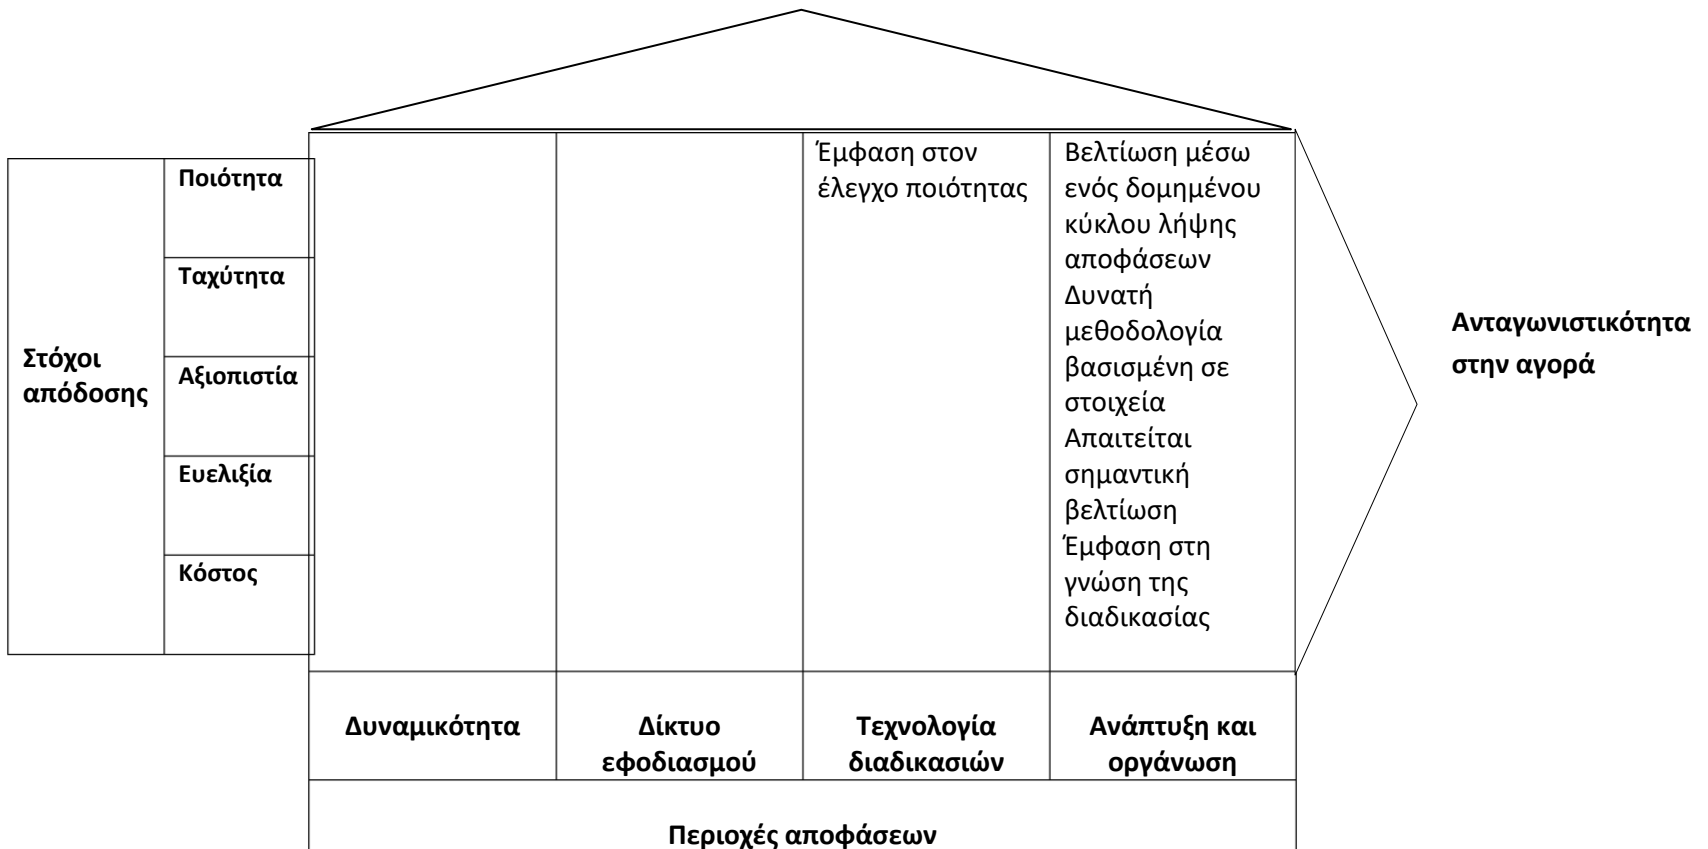 Στόχοι
απόδοσης
Ποιότητα
Ταχύτητα
Αξιοπιστία
Ευελιξία
Κόστος
Έμφαση στον
έλεγχο ποιότητας
Βελτίωση μέσω
ενός δομημένου
κύκλου λήψης
αποφάσεων
Δυνατή
μεθοδολογία
βασισμένη σε
στοιχεία
Απαιτείται
σημαντική
βελτίωση
Έμφαση στη
γνώση της
διαδικασίας
Ανταγωνιστικότητα
στην αγορά
Δυναμικότητα
Δίκτυο
εφοδιασμού
Τεχνολογία
διαδικασιών
Ανάπτυξη και
οργάνωση
Περιοχές αποφάσεων